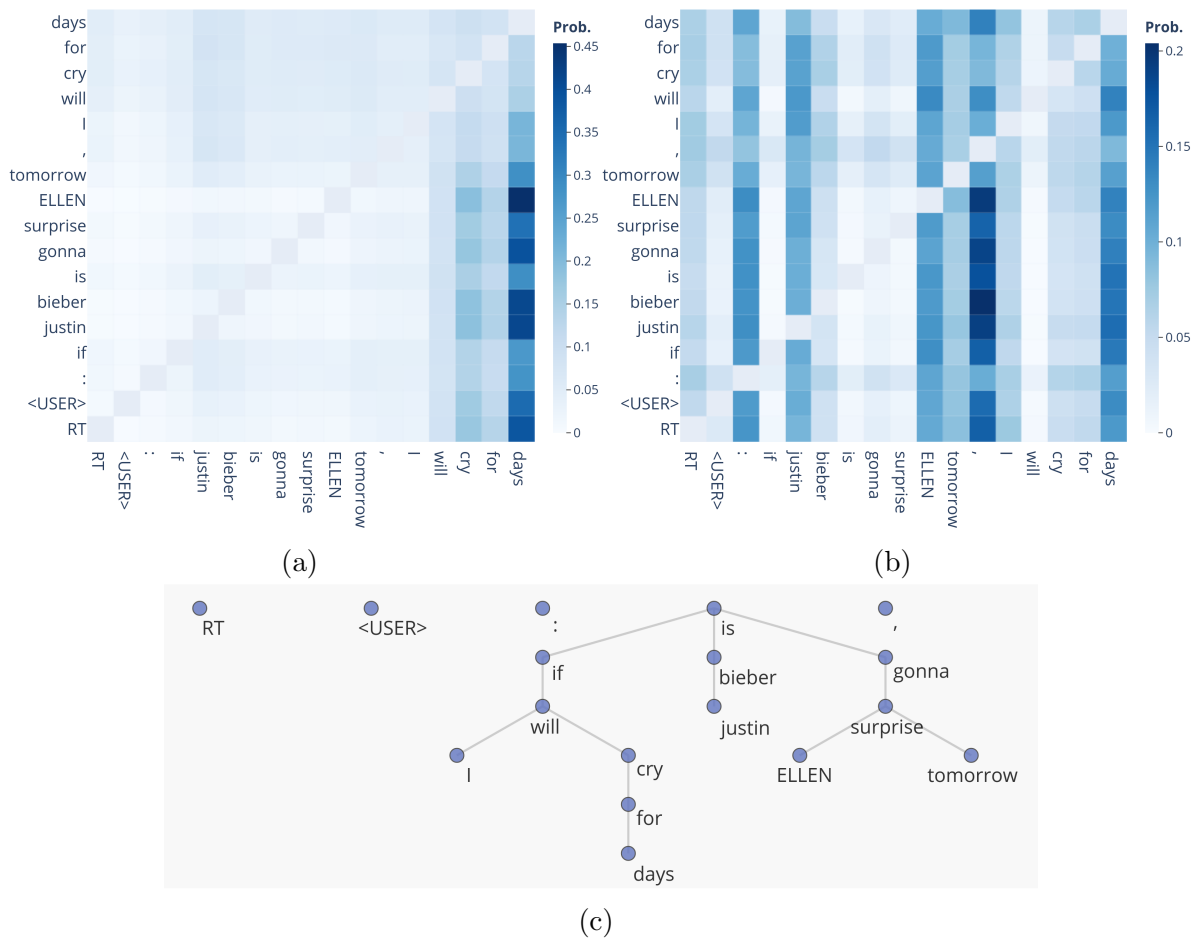 days
for
cry
will
I
,
tomorrow
ELLEN
surprise
gonna
is
bieber
justin
if
:
<USER>
RT
RT
<USER>
:
if
justin
bieber
is
gonna
surprise
ELLEN
tomorrow
,
I
will
cry
for
days
Prob.
0.45
0.4
0.35
0.3
0.25
0.2
0.15
0.1
0.05
0
(a)
days
for
cry
will
I
,
tomorrow
ELLEN
surprise
gonna
is
bieber
justin
if
:
<USER>
RT
RT
<USER>
:
if
justin
bieber
is
gonna
surprise
ELLEN
tomorrow
,
I
will
cry
for
days
Prob.
0.2
0.15
0.1
0.05
0
(b)
RT
<USER>
:
is
,
if
bieber
gonna
will
justin
surprise
I
cry
ELLEN
tomorrow
for
days
(c)